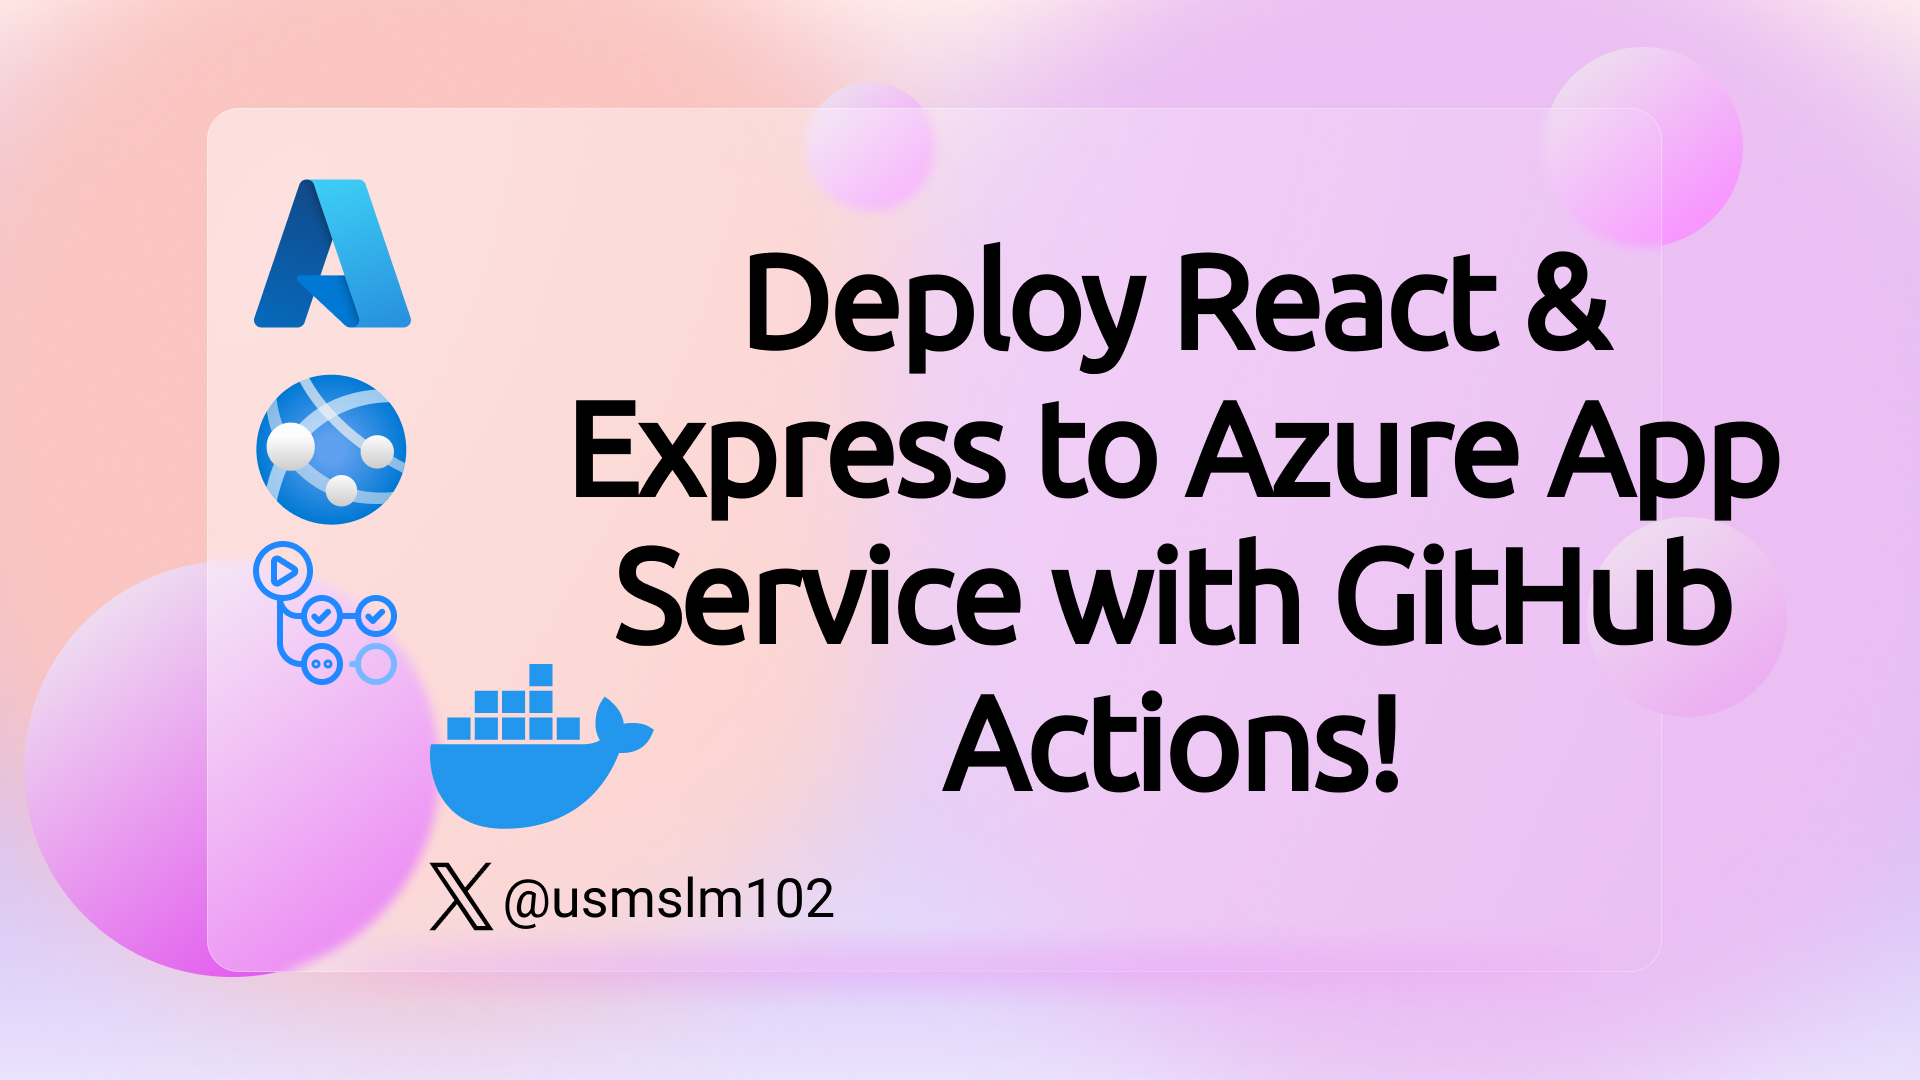 Deploy React &
Express to Azure App
Service with GitHub
Actions!
@usmslm102